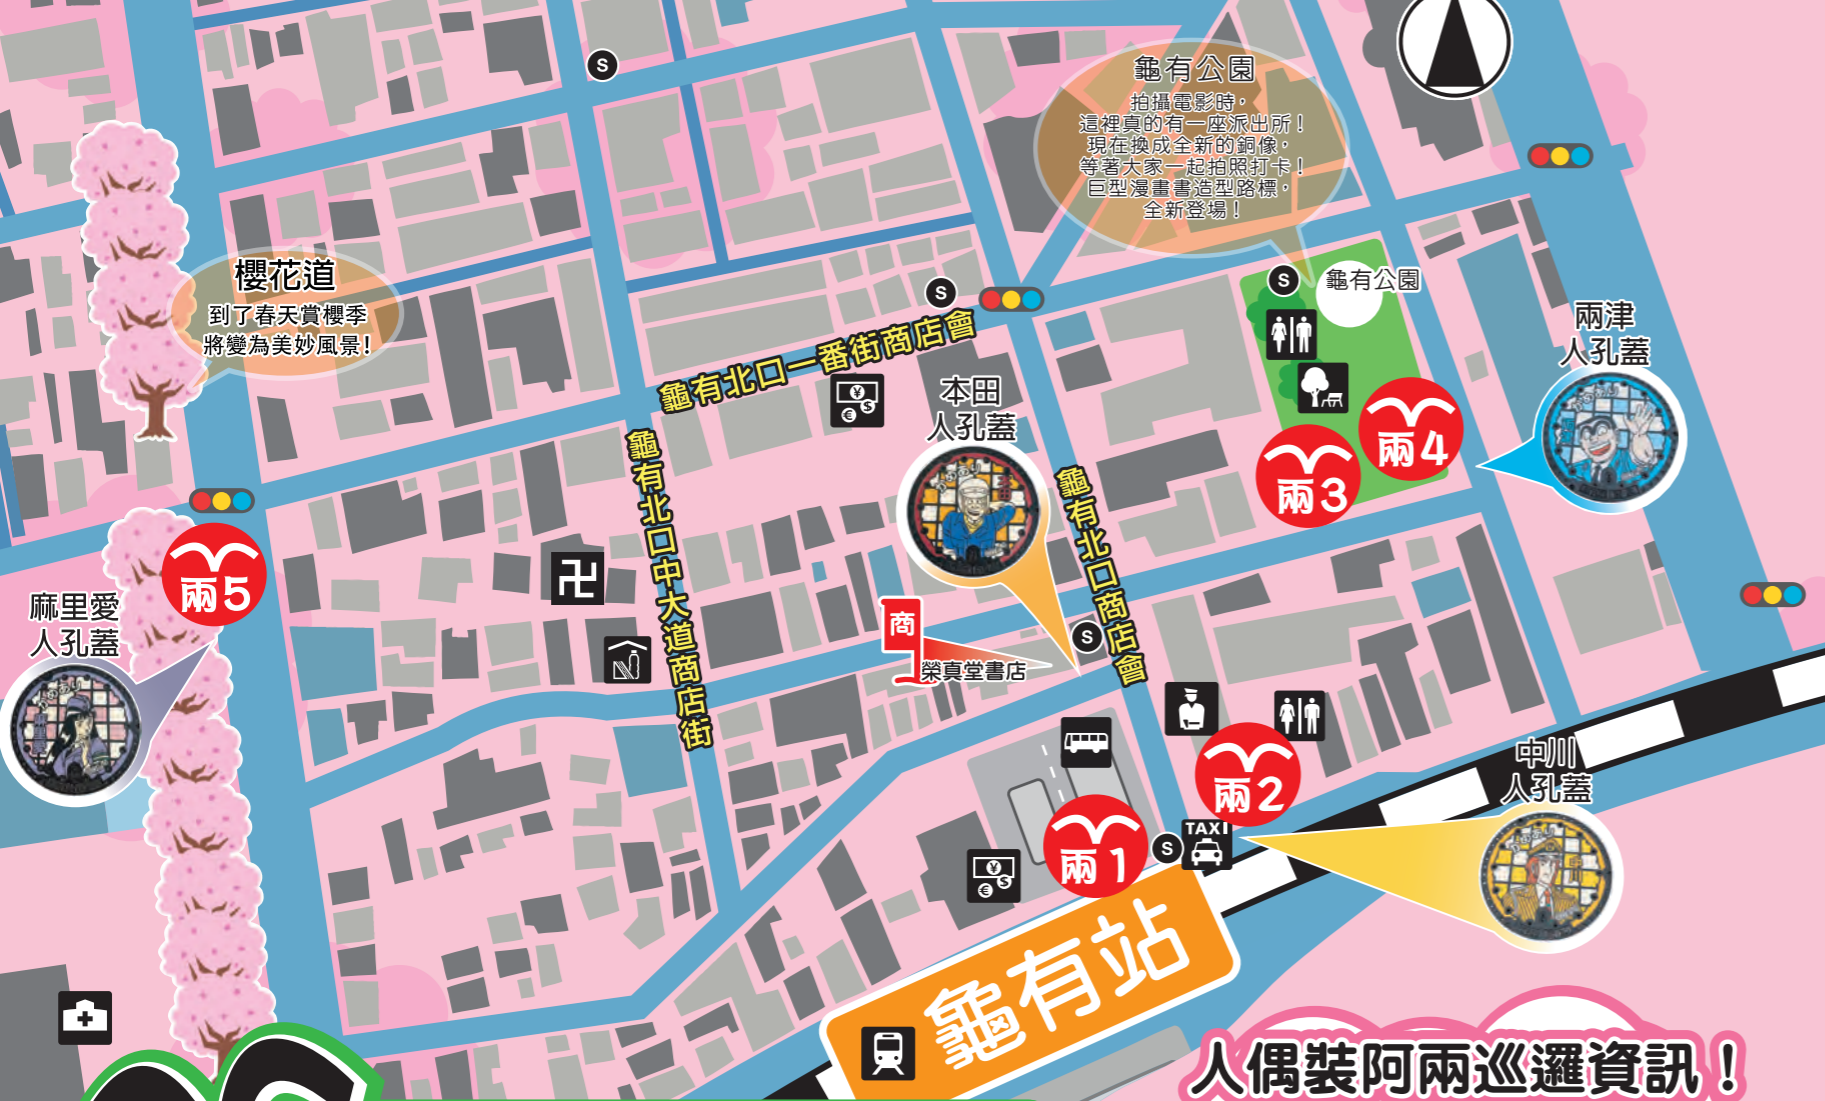 S
龜有公園
拍攝電影時，
這裡真的有一座派出所！
現在換成全新的銅像，
等著大家一起拍照打卡！
巨型漫畫書造型路標，
全新登場！
櫻花道
到了春天賞櫻季
將變為美妙風景！
S
龜有公園
S
兩津
人孔蓋
龜有北口一番街商店會
本田
人孔蓋
龜有北口中大道商店街
龜有北口商店會
兩4
兩3
兩5
麻里愛
人孔蓋
商
榮真堂書店
S
兩2
中川
人孔蓋
兩1
S
TAXI
龜有站
人偶裝阿兩巡邏資訊！